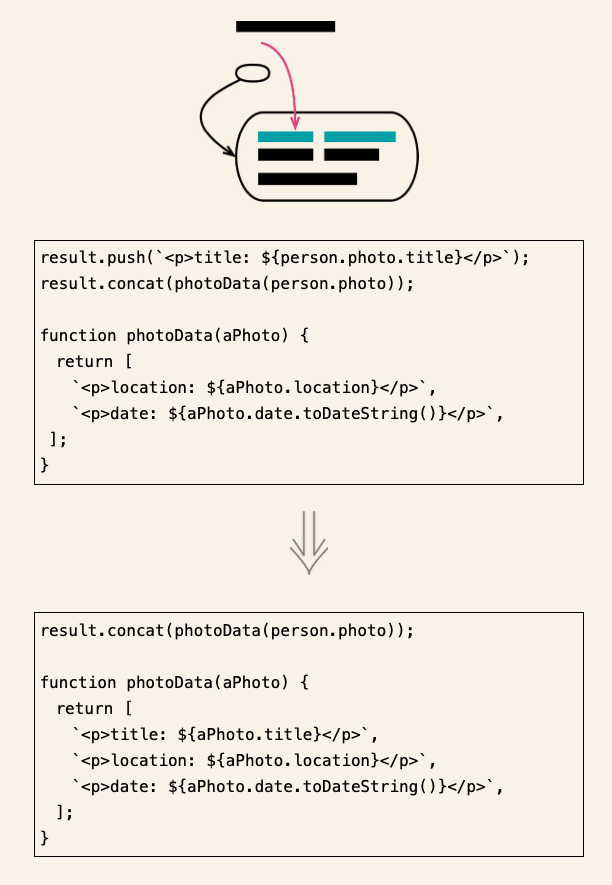 result.push(`<p>title: ${person.photo.title}</p>`);
result.concat(photoData(person.photo));
function photoData(aPhoto) {
return [
`<p>location: ${aPhoto.location}</p>`,
`<p>date: ${aPhoto.date.toDateString()}</p>`,
];
}
result.concat(photoData(person.photo));
function photoData(aPhoto) {
return [
`<p>title: ${aPhoto.title}</p>`,
`<p>location: ${aPhoto.location}</p>`,
`<p>date: ${aPhoto.date.toDateString()}</p>`,
];
}